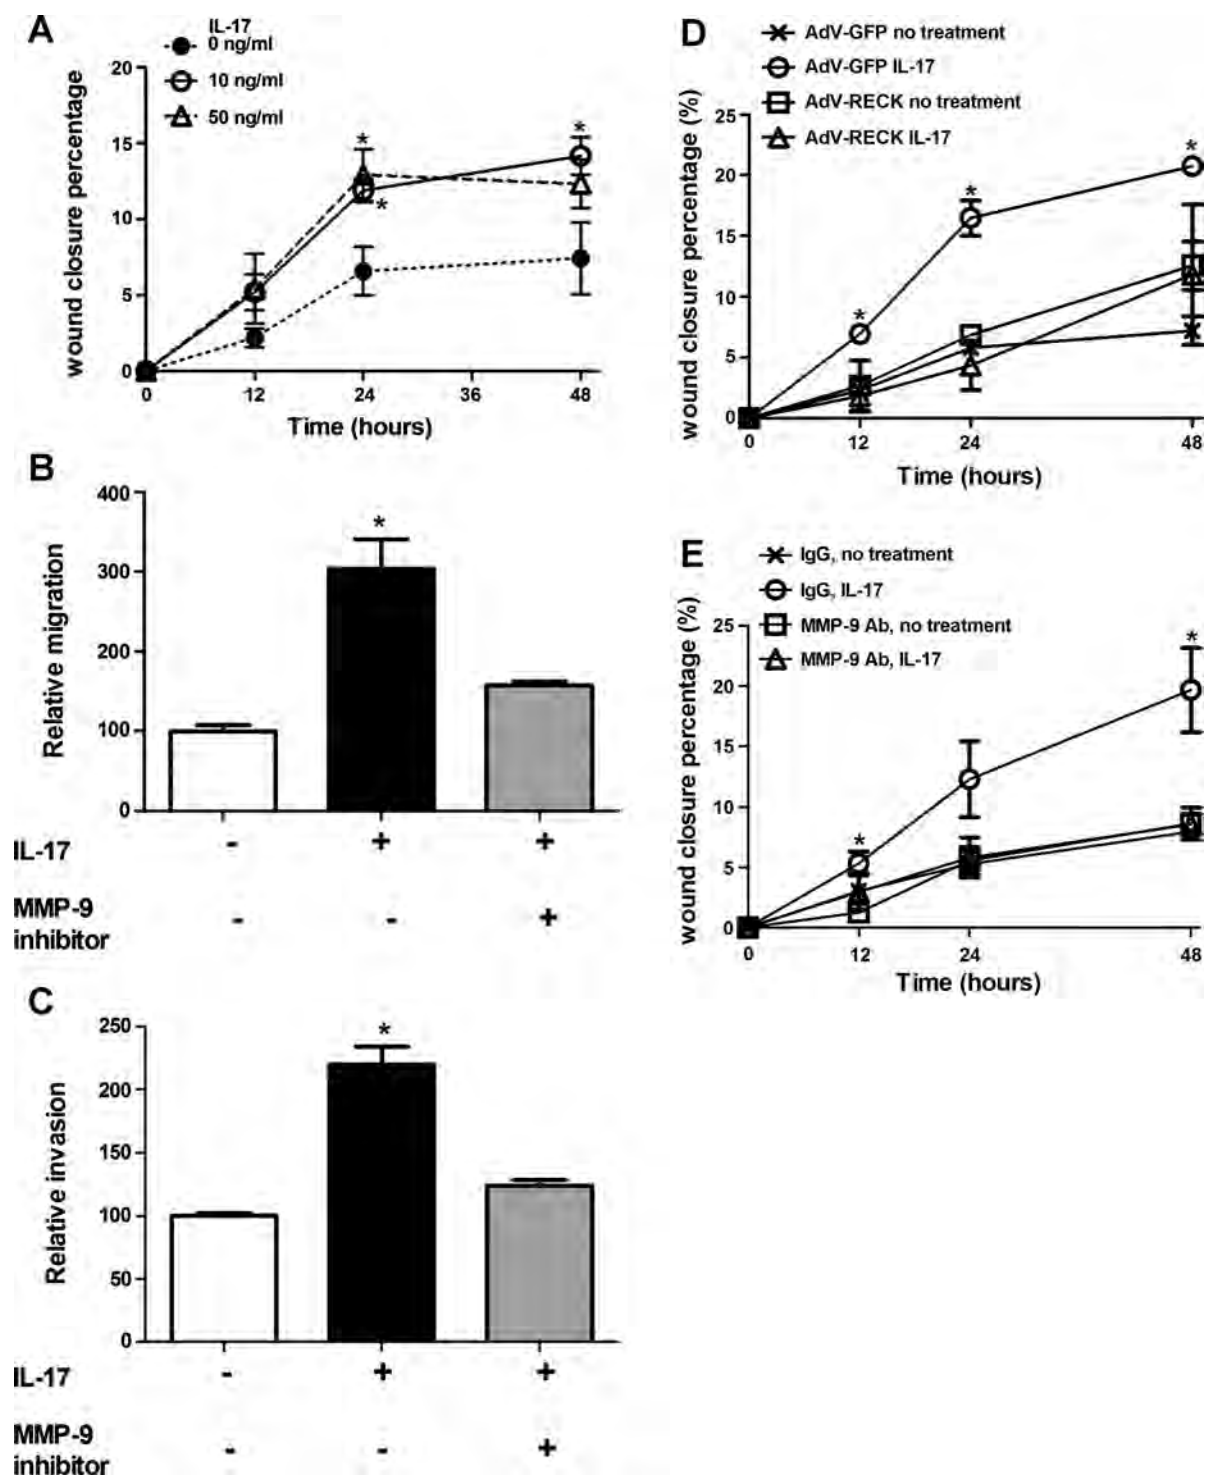 A
IL-17
0 ng/ml
10 ng/ml
50 ng/ml
wound closure percentage
20
15
10
5
0
*
*
*
0 12 24 36 48
Time (hours)
B
Relative migration
400
300
200
100
0
*
IL-17 - + +
MMP-9
inhibitor - - +
C
Relative invasion
250
200
150
100
50
0
*
IL-17 - + +
MMP-9
inhibitor - - +
D
AdV-GFP no treatment
AdV-GFP IL-17
AdV-RECK no treatment
AdV-RECK IL-17
wound closure percentage (%)
25
20
15
10
5
0
*
*
*
0 12 24 48
Time (hours)
E
IgG, no treatment
IgG, IL-17
MMP-9 Ab, no treatment
MMP-9 Ab, IL-17
wound closure percentage (%)
25
20
15
10
5
0
*
*
0 12 24 48
Time (hours)